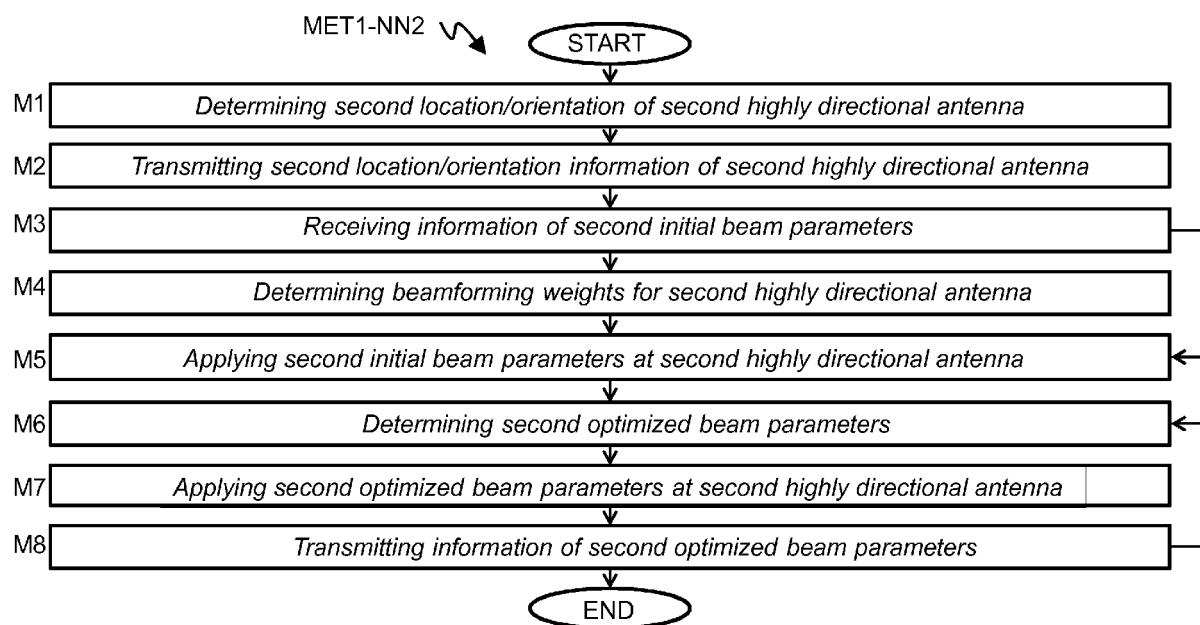 MET1-NN2
START
M1 Determining second location/orientation of second highly directional antenna
M2 Transmitting second location/orientation information of second highly directional antenna
M3 Receiving information of second initial beam parameters
M4 Determining beamforming weights for second highly directional antenna
M5 Applying second initial beam parameters at second highly directional antenna
M6 Determining second optimized beam parameters
M7 Applying second optimized beam parameters at second highly directional antenna
M8 Transmitting information of second optimized beam parameters
END